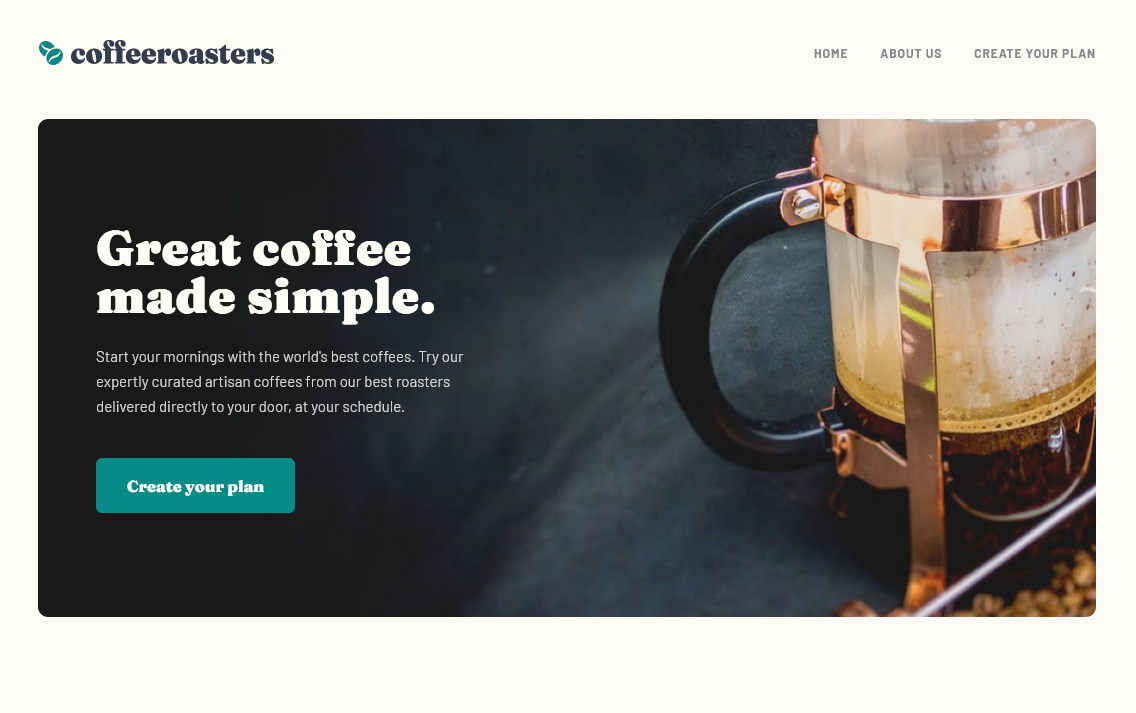 coffeeroasters
HOME
ABOUT US
CREATE YOUR PLAN
Great coffee
made simple.
Start your mornings with the world's best coffees. Try our
expertly curated artisan coffees from our best roasters
delivered directly to your door, at your schedule.
Create your plan